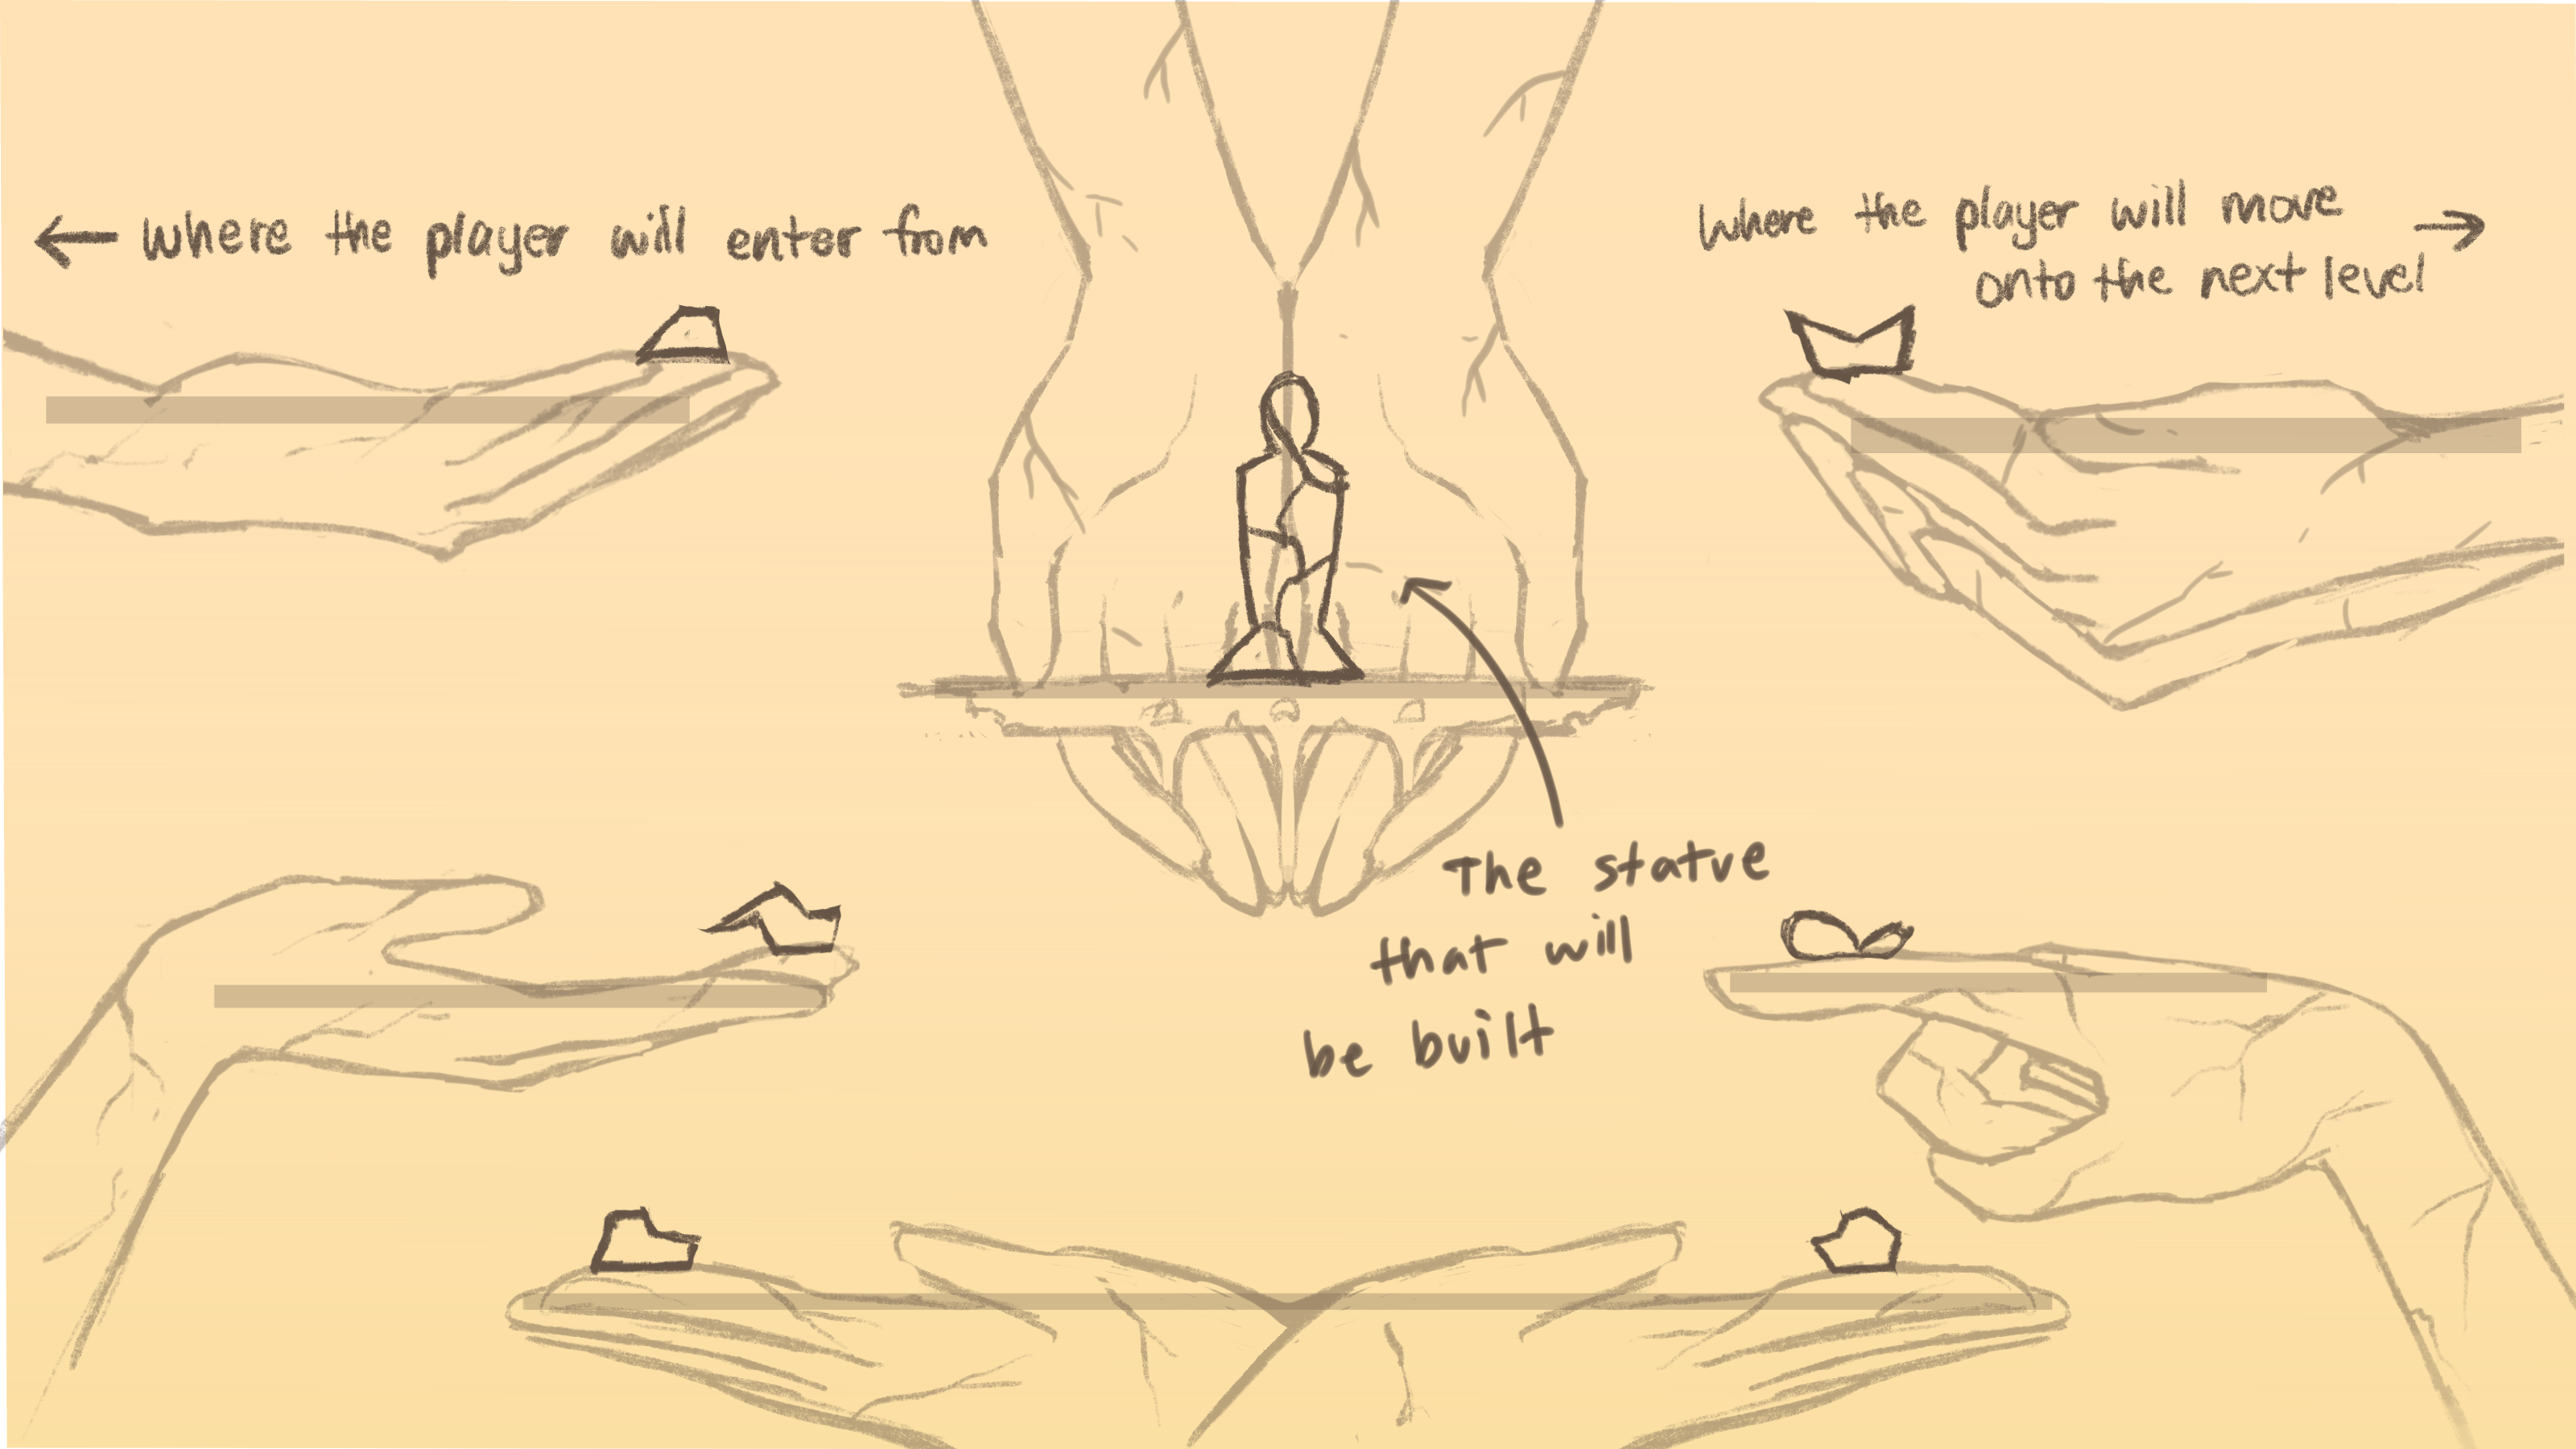 ← where the player will enter from
where the player will move →
onto the next level
The statue
that will
be built